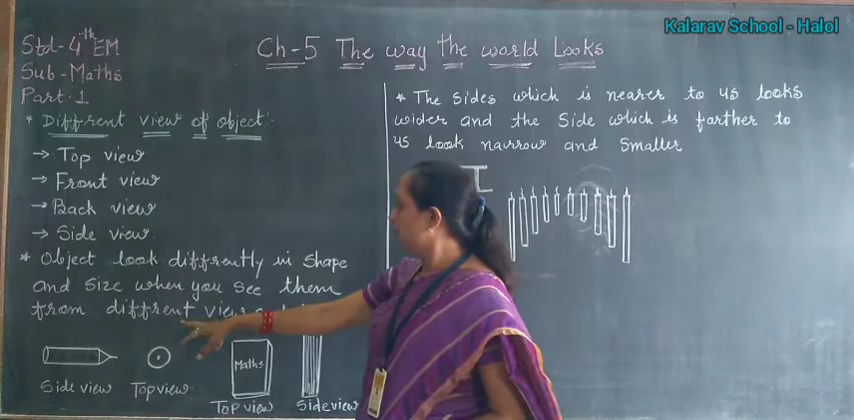 Kalarav School - Halol
Std - 4th EM
Sub - Maths
Part - 1
Ch-5 The way the world Looks
* Different view of object :-
→ Top view
→ Front view
→ Back view
→ Side view.
* Object look differently in shape
and size when you see them
from different view
Side view
Top view
Maths
Top view
Side view
* The sides which is nearer to us looks
wider and the side which is farther to
us look narrow and smaller